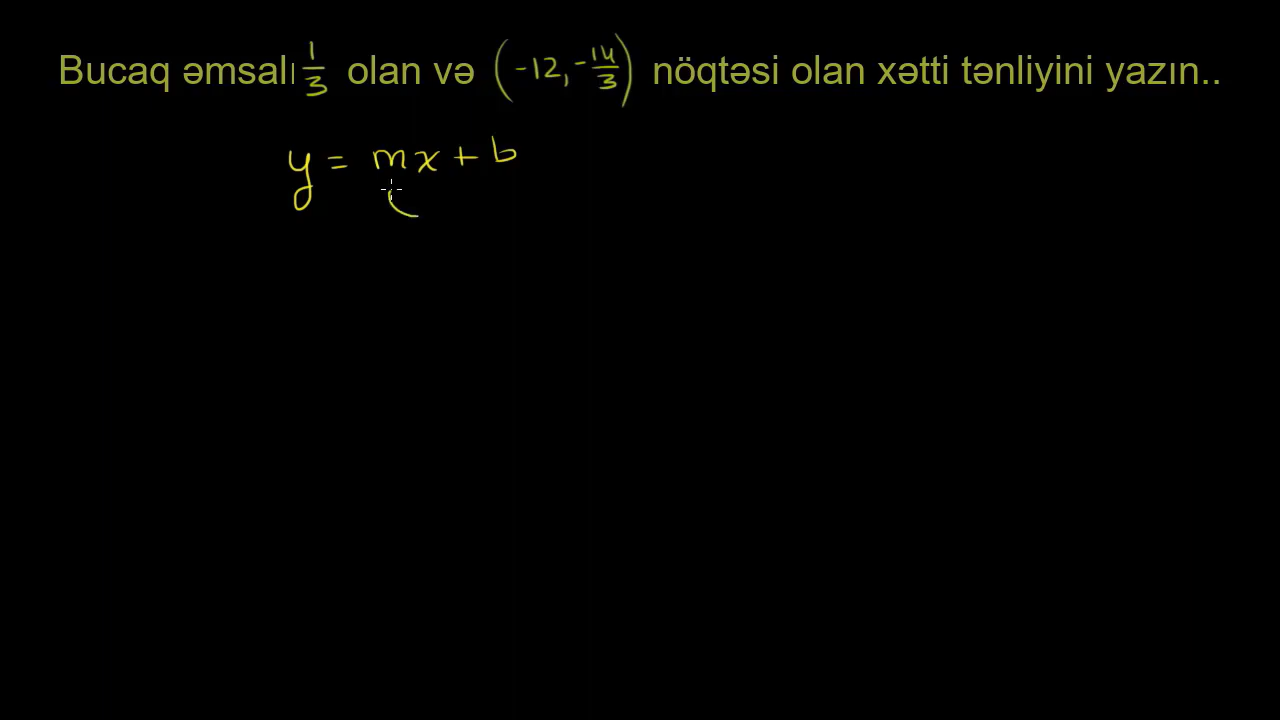 Bucaq əmsalı 1/3 olan və (-12, -14/3) nöqtəsi olan xətti tənliyini yazın..
y = mx + b